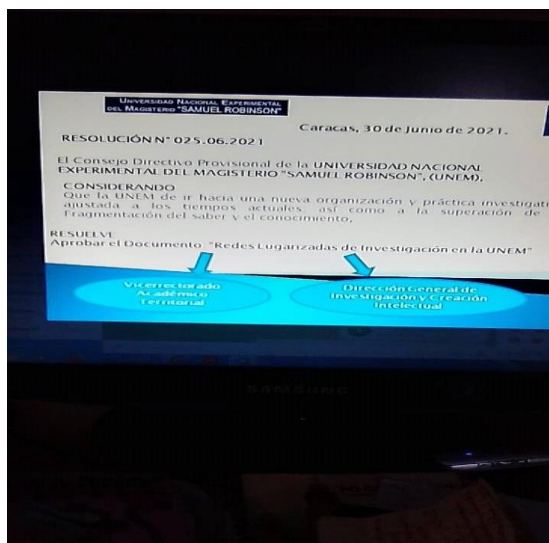 UNIVERSIDAD NACIONAL EXPERIMENTAL
DEL MAGISTERIO "SAMUEL ROBINSON"
Caracas, 30 de Junio de 2021.
RESOLUCIÓN N° 025.06.2021
El Consejo Directivo Provisional de la UNIVERSIDAD NACIONAL
EXPERIMENTAL DEL MAGISTERIO "SAMUEL ROBINSON", (UNEM),
CONSIDERANDO
Que la UNEM de ir hacia una nueva organización y práctica investigati
ajustada a los tiempos actuales, así como a la superación de
Fragmentación del saber y el conocimiento,
RESUELVE
Aprobar el Documento "Redes Lugarizadas de Investigación en la UNEM"
Vicerrectorado
Académico
Territorial
Dirección General de
Investigación y Creación
Intelectual
SAMSUNG